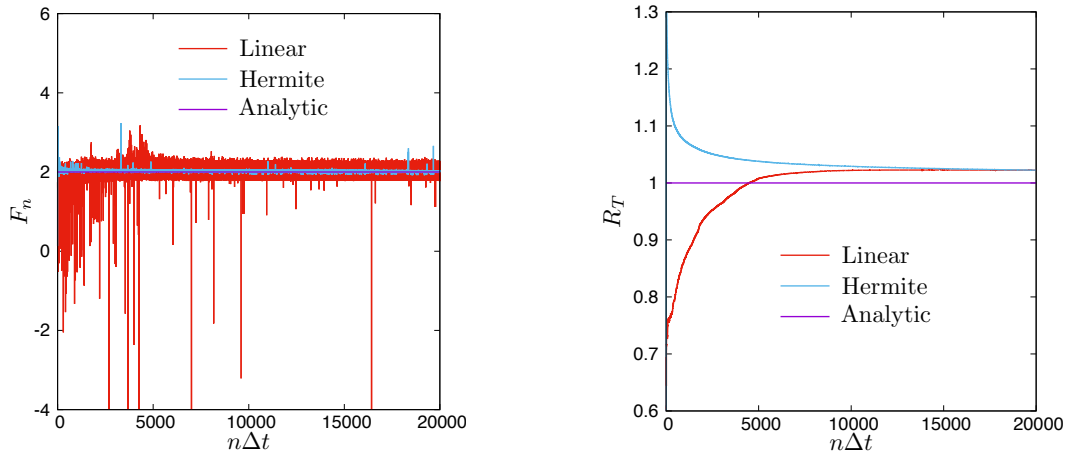 6
4
2
0
-2
-4
F_n
Linear
Hermite
Analytic
0
5000
10000
15000
20000
nΔt
1.3
1.2
1.1
1
0.9
0.8
0.7
0.6
R_T
Linear
Hermite
Analytic
0
5000
10000
15000
20000
nΔt